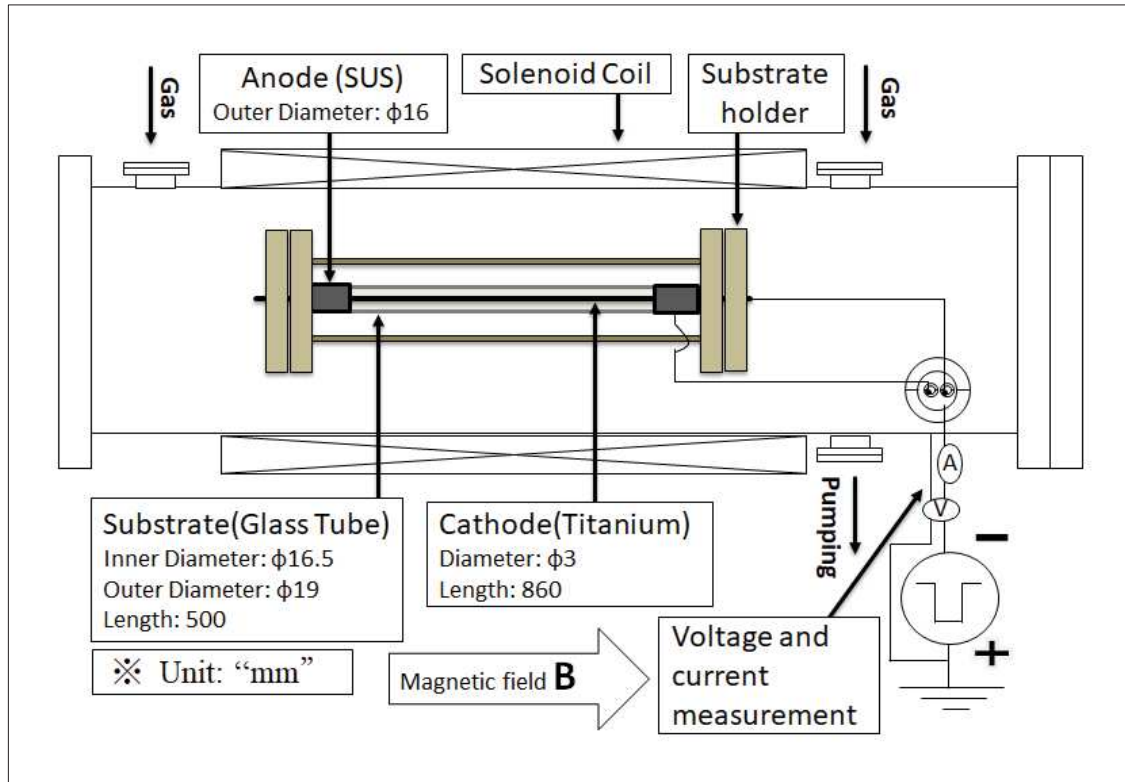 Gas
Anode (SUS)
Outer Diameter: ϕ16
Solenoid Coil
Substrate
holder
Gas
A
V
Substrate(Glass Tube)
Inner Diameter: ϕ16.5
Outer Diameter: ϕ19
Length: 500
Cathode(Titanium)
Diameter: ϕ3
Length: 860
Pumping
−
+
※ Unit: “mm”
Magnetic field B
Voltage and
current
measurement